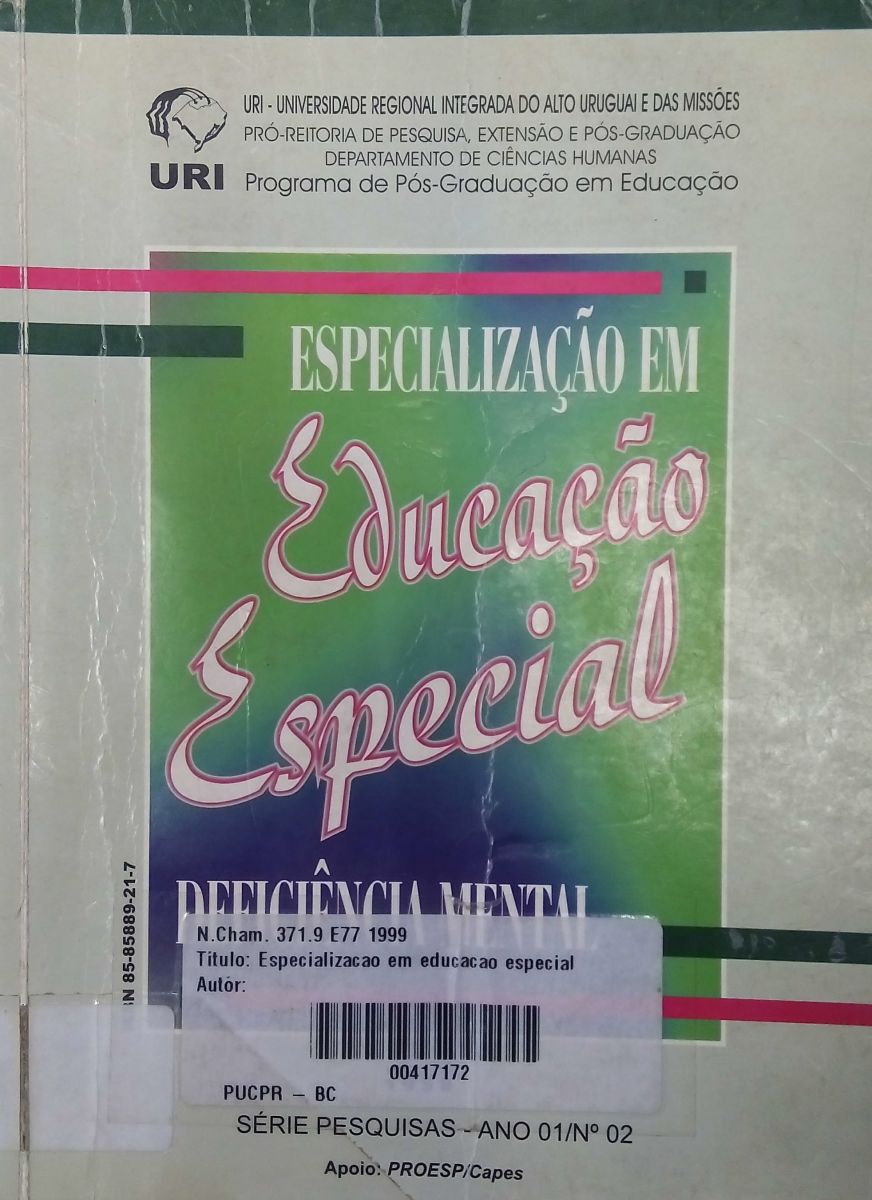 URI - UNIVERSIDADE REGIONAL INTEGRADA DO ALTO URUGUAI E DAS MISSÕES
PRÓ-REITORIA DE PESQUISA, EXTENSÃO E PÓS-GRADUAÇÃO
DEPARTAMENTO DE CIÊNCIAS HUMANAS
URI
Programa de Pós-Graduação em Educação
ESPECIALIZAÇÃO EM
Educação
Especial
DEFICIÊNCIA MENTAL
BN 85-85889-21-7
N.Cham. 371.9 E77 1999
Titulo: Especializacao em educacao especial
Autor:
00417172
PUCPR – BC
SÉRIE PESQUISAS - ANO 01/Nº 02
Apoio: PROESP/Capes